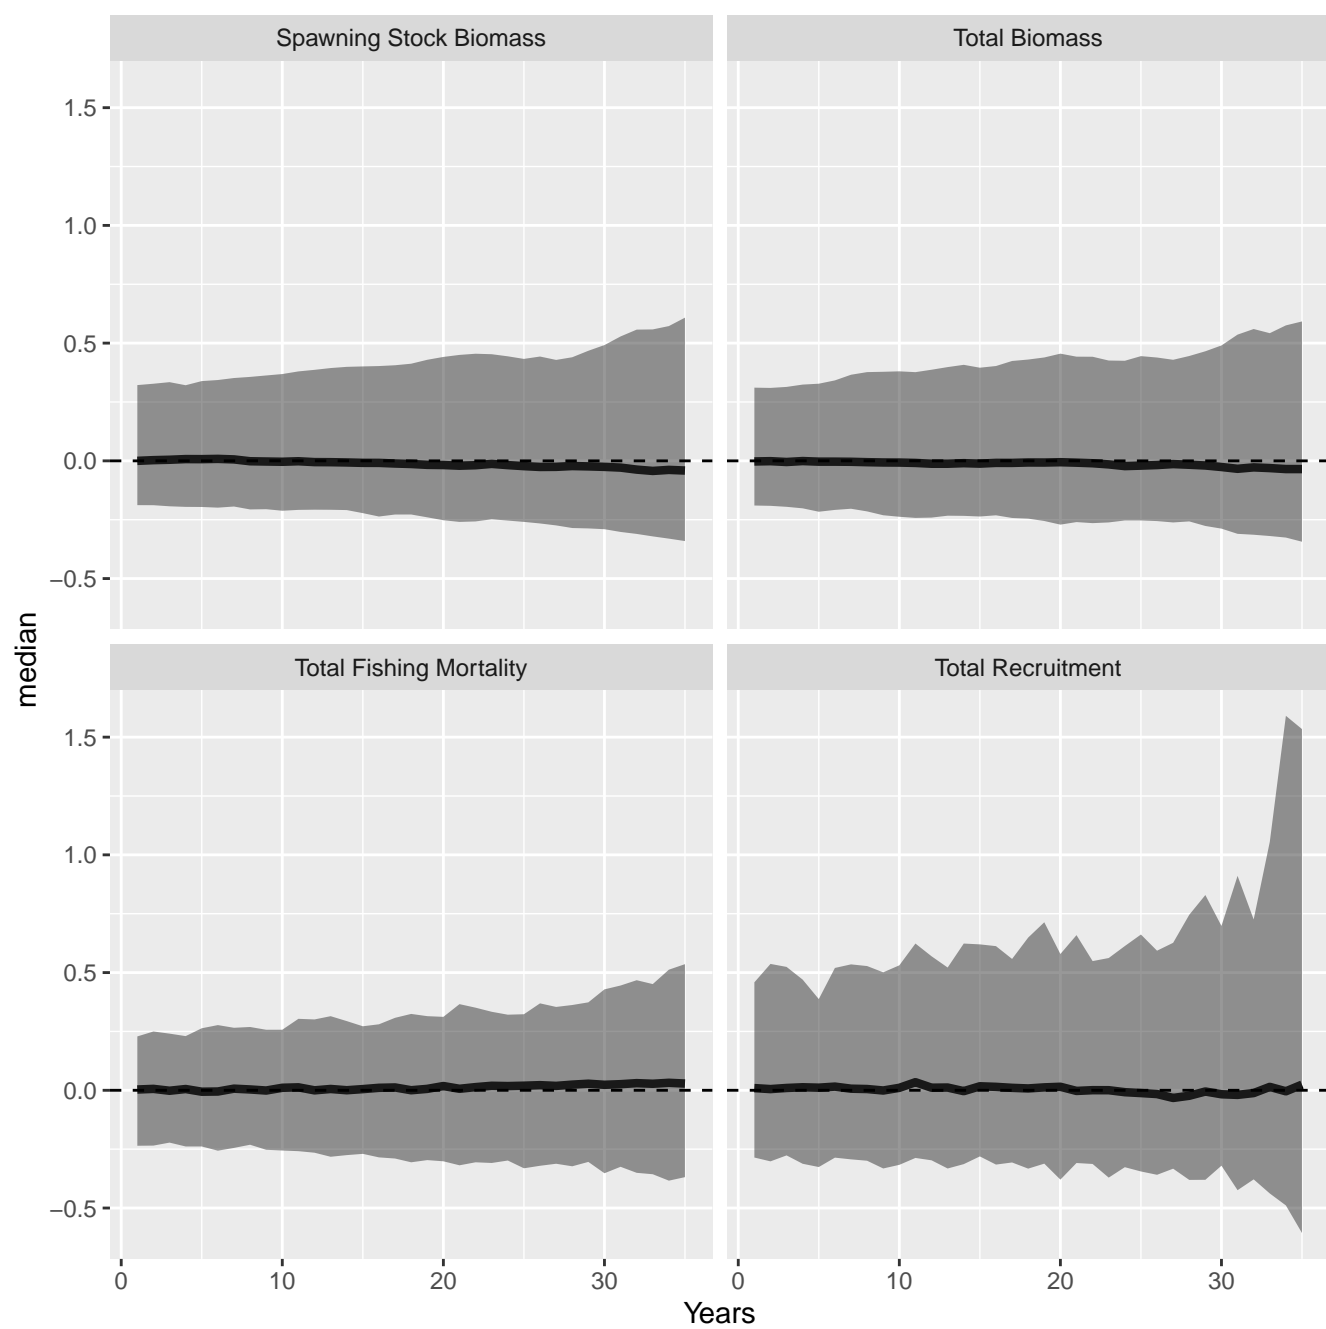 Spawning Stock Biomass
Total Biomass
1.5
1.0
0.5
0.0
−0.5
median
Total Fishing Mortality
Total Recruitment
1.5
1.0
0.5
0.0
−0.5
0 10 20 30
0 10 20 30
Years